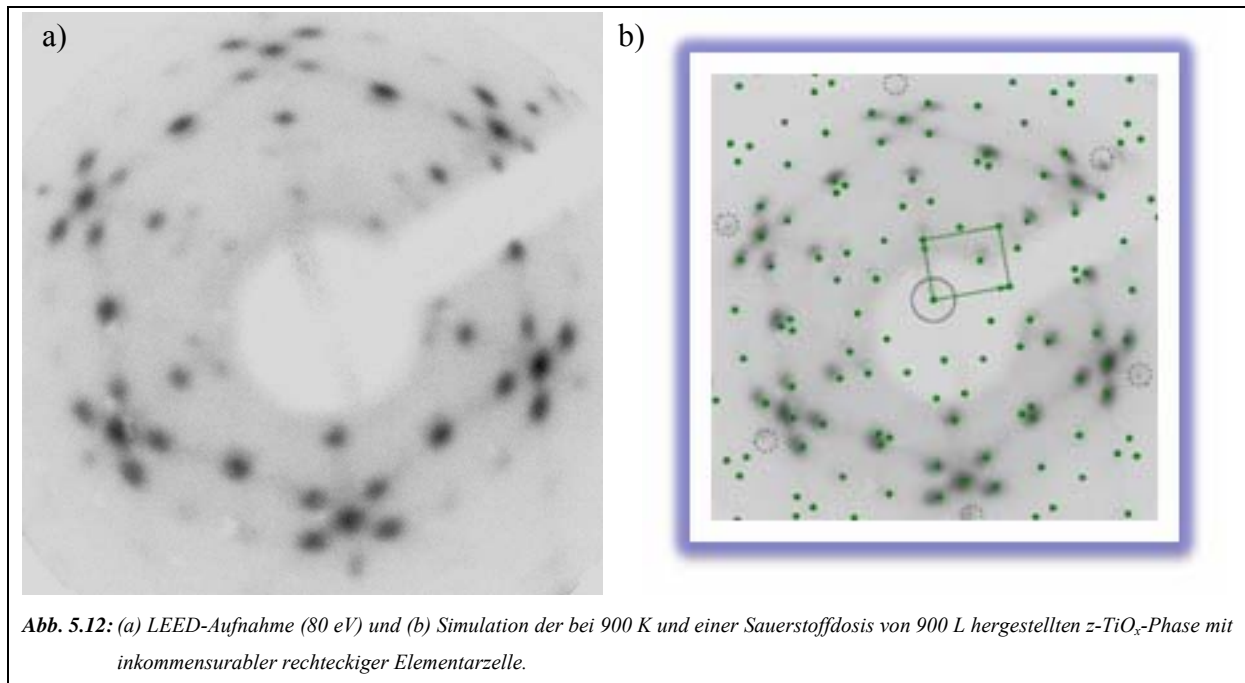 a)
b)
Abb. 5.12: (a) LEED-Aufnahme (80 eV) und (b) Simulation der bei 900 K und einer Sauerstoffdosis von 900 L hergestellten z-TiOₓ-Phase mit
inkommensurabler rechteckiger Elementarzelle.